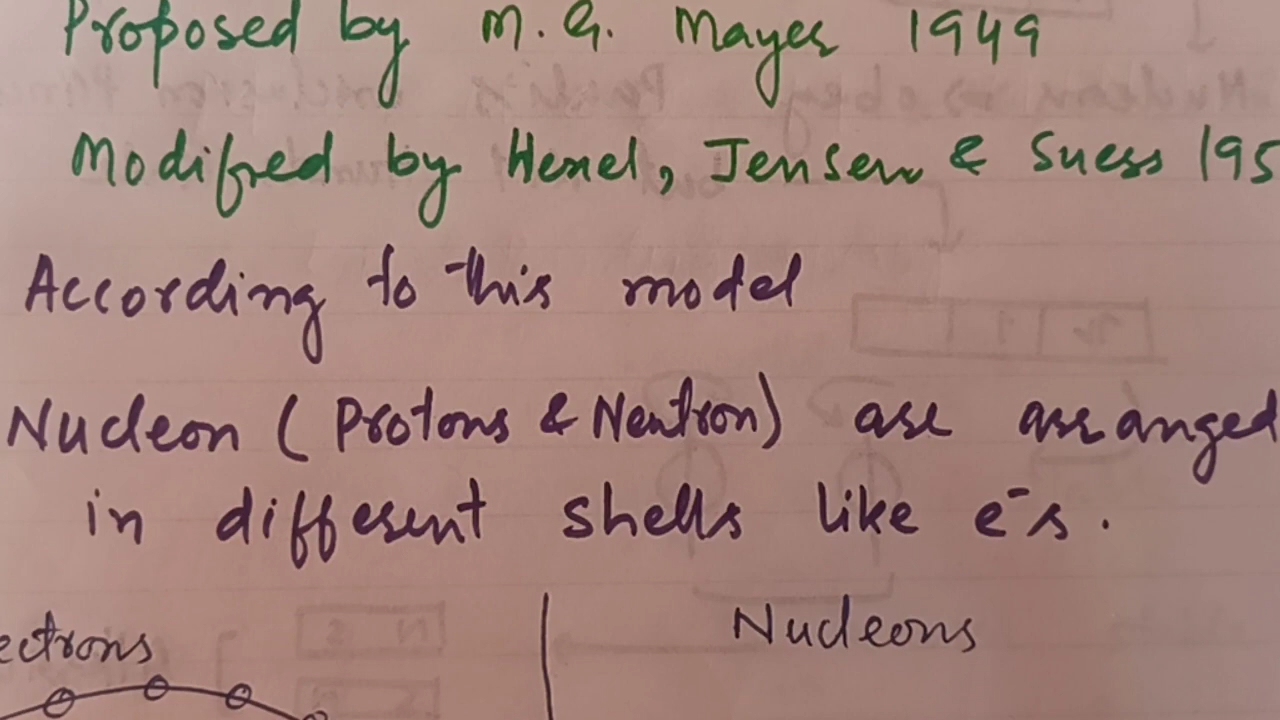 Proposed by M. G. Mayer 1949
Modified by Hexel, Jensen & Suess 195
According to this model
Nucleon (Protons & Neutron) are arranged
in different shells like e⁻s.
ectrons
Nucleons